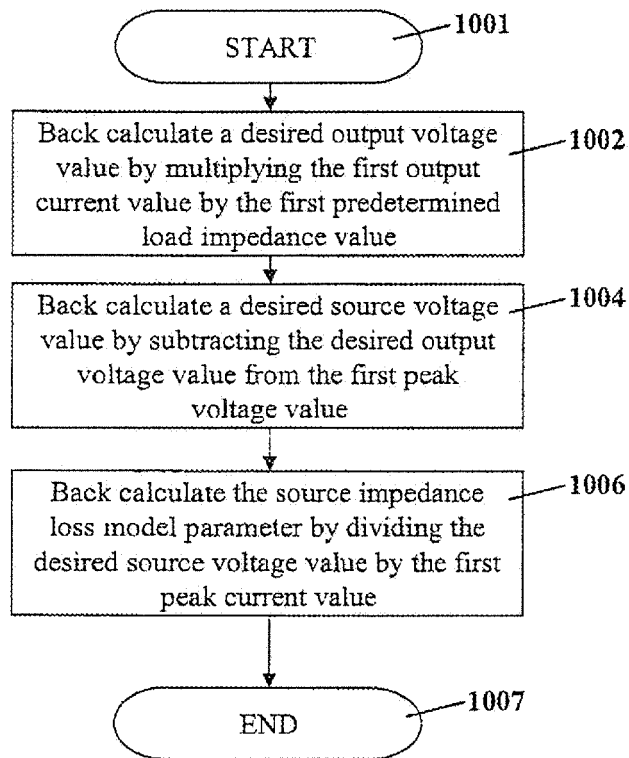 START
1001
Back calculate a desired output voltage
value by multiplying the first output
current value by the first predetermined
load impedance value
1002
Back calculate a desired source voltage
value by subtracting the desired output
voltage value from the first peak
voltage value
1004
Back calculate the source impedance
loss model parameter by dividing the
desired source voltage value by the first
peak current value
1006
END
1007